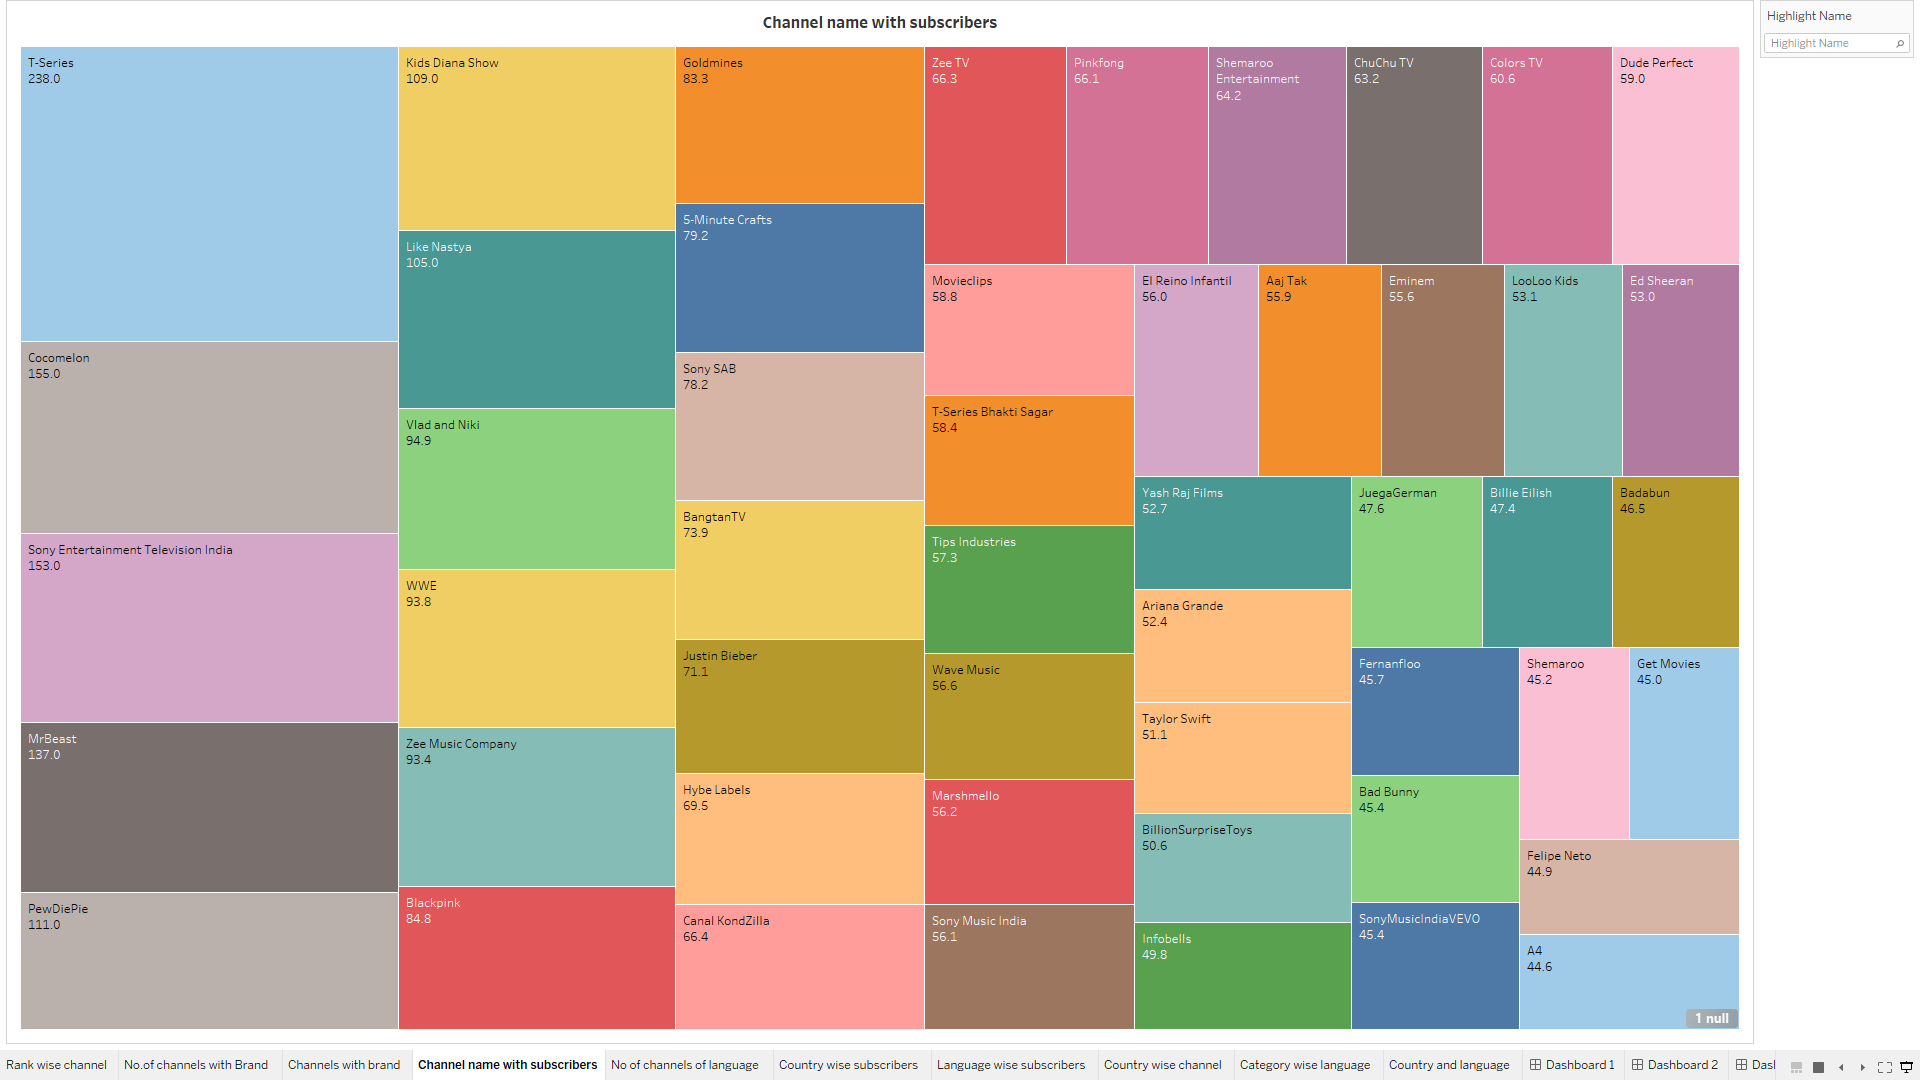 Channel name with subscribers
Highlight Name
Highlight Name
T-Series
238.0
Cocomelon
155.0
Sony Entertainment Television India
153.0
MrBeast
137.0
PewDiePie
111.0
Kids Diana Show
109.0
Like Nastya
105.0
Vlad and Niki
94.9
WWE
93.8
Zee Music Company
93.4
Blackpink
84.8
Goldmines
83.3
5-Minute Crafts
79.2
Sony SAB
78.2
BangtanTV
73.9
Justin Bieber
71.1
Hybe Labels
69.5
Canal KondZilla
66.4
Zee TV
66.3
Pinkfong
66.1
Shemaroo
Entertainment
64.2
ChuChu TV
63.2
Colors TV
60.6
Dude Perfect
59.0
Movieclips
58.8
T-Series Bhakti Sagar
58.4
Tips Industries
57.3
Wave Music
56.6
Marshmello
56.2
Sony Music India
56.1
El Reino Infantil
56.0
Aaj Tak
55.9
Eminem
55.6
LooLoo Kids
53.1
Ed Sheeran
53.0
Yash Raj Films
52.7
Ariana Grande
52.4
Taylor Swift
51.1
BillionSurpriseToys
50.6
Infobells
49.8
JuegaGerman
47.6
Billie Eilish
47.4
Badabun
46.5
Fernanfloo
45.7
Bad Bunny
45.4
SonyMusicIndiaVEVO
45.4
Shemaroo
45.2
Get Movies
45.0
Felipe Neto
44.9
A4
44.6
1 null
Rank wise channel
No.of channels with Brand
Channels with brand
Channel name with subscribers
No of channels of language
Country wise subscribers
Language wise subscribers
Country wise channel
Category wise language
Country and language
Dashboard 1
Dashboard 2
Dasl